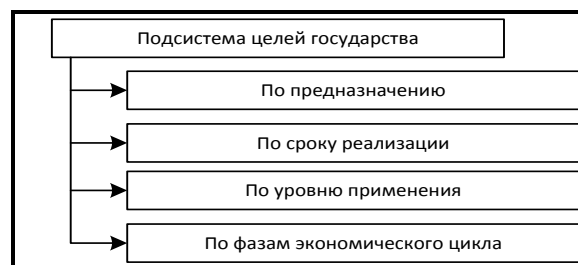 Подсистема целей государства
По предназначению
По сроку реализации
По уровню применения
По фазам экономического цикла